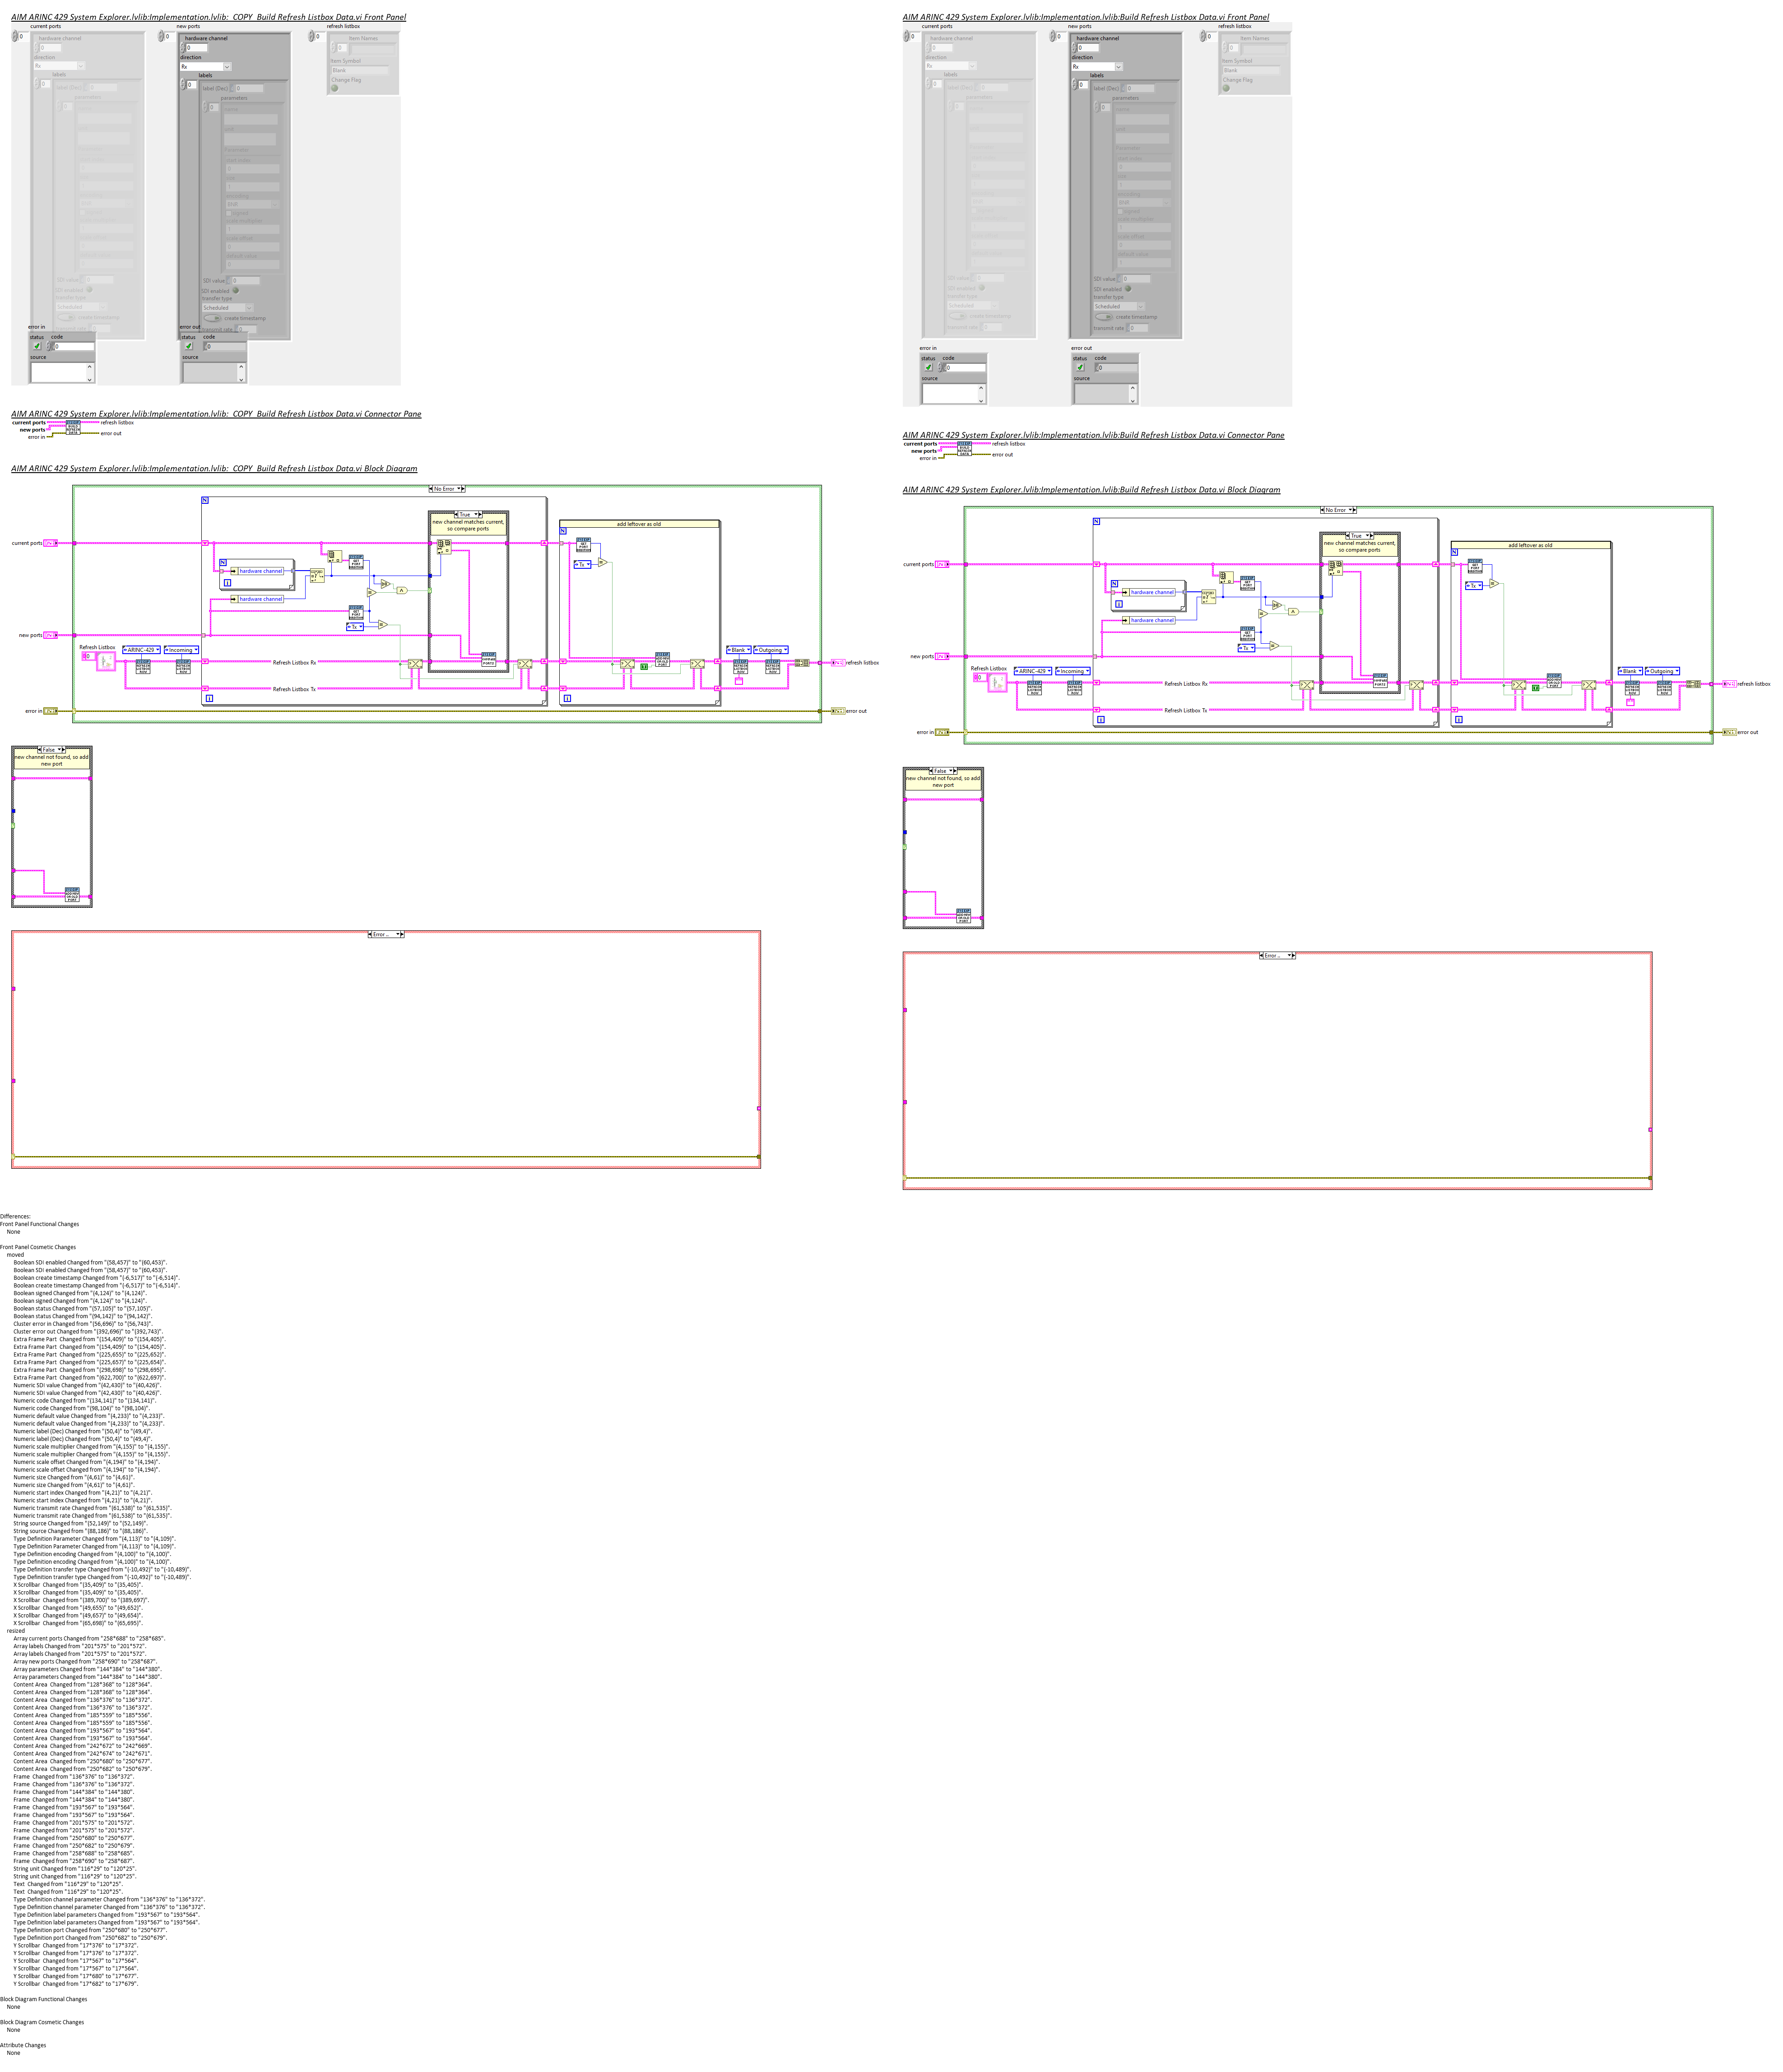 AIM ARINC 429 System Explorer.lvlib:Implementation.lvlib:_COPY_Build Refresh Listbox Data.vi Front Panel
current ports
new ports
refresh listbox
0
hardware channel
0
direction
Rx
labels
0
label (Dec)
0
parameters
0
SDI value
SDI enabled
transfer type
Scheduled
create timestamp
transmit rate
0
Item Names
0
Item Symbol
Blank
Change Flag
error in
status
code
0
source
error out
status
code
0
source
AIM ARINC 429 System Explorer.lvlib:Implementation.lvlib:_COPY_Build Refresh Listbox Data.vi Connector Pane
current ports
refresh listbox
new ports
error in
error out
AIM ARINC 429 System Explorer.lvlib:Implementation.lvlib:_COPY_Build Refresh Listbox Data.vi Block Diagram
No Error
True
new channel matches current,
so compare ports
add leftover as old
current ports
hardware channel
hardware channel
Tx
Tx
new ports
Refresh Listbox
ARINC-429
Incoming
Refresh Listbox Rx
Refresh Listbox Tx
Blank
Outgoing
refresh listbox
error in
error out
False
new channel not found, so add
new port
Error
AIM ARINC 429 System Explorer.lvlib:Implementation.lvlib:Build Refresh Listbox Data.vi Front Panel
current ports
new ports
refresh listbox
0
hardware channel
0
direction
Rx
labels
0
label (Dec)
0
parameters
0
SDI value
SDI enabled
transfer type
Scheduled
create timestamp
transmit rate
0
Item Names
0
Item Symbol
Blank
Change Flag
error in
status
code
0
source
error out
status
code
0
source
AIM ARINC 429 System Explorer.lvlib:Implementation.lvlib:Build Refresh Listbox Data.vi Connector Pane
current ports
refresh listbox
new ports
error in
error out
AIM ARINC 429 System Explorer.lvlib:Implementation.lvlib:Build Refresh Listbox Data.vi Block Diagram
No Error
True
new channel matches current,
so compare ports
add leftover as old
current ports
hardware channel
hardware channel
Tx
Tx
new ports
Refresh Listbox
ARINC-429
Incoming
Refresh Listbox Rx
Refresh Listbox Tx
Blank
Outgoing
refresh listbox
error in
error out
False
new channel not found, so add
new port
Error
Differences:
Front Panel Functional Changes
None
Front Panel Cosmetic Changes
moved
Boolean SDI enabled Changed from "(58,457)" to "(60,453)".
Boolean SDI enabled Changed from "(58,457)" to "(60,453)".
Boolean create timestamp Changed from "(-6,517)" to "(-6,514)".
Boolean create timestamp Changed from "(-6,517)" to "(-6,514)".
Boolean signed Changed from "(4,124)" to "(4,124)".
Boolean signed Changed from "(4,124)" to "(4,124)".
Boolean status Changed from "(57,105)" to "(57,105)".
Boolean status Changed from "(94,142)" to "(94,142)".
Cluster error in Changed from "(56,696)" to "(56,743)".
Cluster error out Changed from "(392,696)" to "(392,743)".
Extra Frame Part  Changed from "(154,409)" to "(154,405)".
Extra Frame Part  Changed from "(154,409)" to "(154,405)".
Extra Frame Part  Changed from "(225,655)" to "(225,652)".
Extra Frame Part  Changed from "(225,657)" to "(225,654)".
Extra Frame Part  Changed from "(298,698)" to "(298,695)".
Extra Frame Part  Changed from "(622,700)" to "(622,697)".
Numeric SDI value Changed from "(42,430)" to "(40,426)".
Numeric SDI value Changed from "(42,430)" to "(40,426)".
Numeric code Changed from "(134,141)" to "(134,141)".
Numeric code Changed from "(98,104)" to "(98,104)".
Numeric default value Changed from "(4,233)" to "(4,233)".
Numeric default value Changed from "(4,233)" to "(4,233)".
Numeric label (Dec) Changed from "(50,4)" to "(49,4)".
Numeric label (Dec) Changed from "(50,4)" to "(49,4)".
Numeric scale multiplier Changed from "(4,155)" to "(4,155)".
Numeric scale multiplier Changed from "(4,155)" to "(4,155)".
Numeric scale offset Changed from "(4,194)" to "(4,194)".
Numeric scale offset Changed from "(4,194)" to "(4,194)".
Numeric size Changed from "(4,61)" to "(4,61)".
Numeric size Changed from "(4,61)" to "(4,61)".
Numeric start index Changed from "(4,21)" to "(4,21)".
Numeric start index Changed from "(4,21)" to "(4,21)".
Numeric transmit rate Changed from "(61,538)" to "(61,535)".
Numeric transmit rate Changed from "(61,538)" to "(61,535)".
String source Changed from "(52,149)" to "(52,149)".
String source Changed from "(88,186)" to "(88,186)".
Type Definition Parameter Changed from "(4,113)" to "(4,109)".
Type Definition Parameter Changed from "(4,113)" to "(4,109)".
Type Definition encoding Changed from "(4,100)" to "(4,100)".
Type Definition encoding Changed from "(4,100)" to "(4,100)".
Type Definition transfer type Changed from "(-10,492)" to "(-10,489)".
Type Definition transfer type Changed from "(-10,492)" to "(-10,489)".
X Scrollbar  Changed from "(35,409)" to "(35,405)".
X Scrollbar  Changed from "(35,409)" to "(35,405)".
X Scrollbar  Changed from "(389,700)" to "(389,697)".
X Scrollbar  Changed from "(49,655)" to "(49,652)".
X Scrollbar  Changed from "(49,657)" to "(49,654)".
X Scrollbar  Changed from "(65,698)" to "(65,695)".
resized
Array current ports Changed from "258*688" to "258*685".
Array labels Changed from "201*575" to "201*572".
Array labels Changed from "201*575" to "201*572".
Array new ports Changed from "258*690" to "258*687".
Array parameters Changed from "144*384" to "144*380".
Array parameters Changed from "144*384" to "144*380".
Content Area  Changed from "128*368" to "128*364".
Content Area  Changed from "128*368" to "128*364".
Content Area  Changed from "136*376" to "136*372".
Content Area  Changed from "136*376" to "136*372".
Content Area  Changed from "185*559" to "185*556".
Content Area  Changed from "185*559" to "185*556".
Content Area  Changed from "193*567" to "193*564".
Content Area  Changed from "193*567" to "193*564".
Content Area  Changed from "242*672" to "242*669".
Content Area  Changed from "242*674" to "242*671".
Content Area  Changed from "250*680" to "250*677".
Content Area  Changed from "250*682" to "250*679".
Frame  Changed from "136*376" to "136*372".
Frame  Changed from "136*376" to "136*372".
Frame  Changed from "144*384" to "144*380".
Frame  Changed from "144*384" to "144*380".
Frame  Changed from "193*567" to "193*564".
Frame  Changed from "193*567" to "193*564".
Frame  Changed from "201*575" to "201*572".
Frame  Changed from "201*575" to "201*572".
Frame  Changed from "250*680" to "250*677".
Frame  Changed from "250*682" to "250*679".
Frame  Changed from "258*688" to "258*685".
Frame  Changed from "258*690" to "258*687".
String unit Changed from "116*29" to "120*25".
String unit Changed from "116*29" to "120*25".
Text  Changed from "116*29" to "120*25".
Text  Changed from "116*29" to "120*25".
Type Definition channel parameter Changed from "136*376" to "136*372".
Type Definition channel parameter Changed from "136*376" to "136*372".
Type Definition label parameters Changed from "193*567" to "193*564".
Type Definition label parameters Changed from "193*567" to "193*564".
Type Definition port Changed from "250*680" to "250*677".
Type Definition port Changed from "250*682" to "250*679".
Y Scrollbar  Changed from "17*376" to "17*372".
Y Scrollbar  Changed from "17*376" to "17*372".
Y Scrollbar  Changed from "17*567" to "17*564".
Y Scrollbar  Changed from "17*567" to "17*564".
Y Scrollbar  Changed from "17*680" to "17*677".
Y Scrollbar  Changed from "17*682" to "17*679".
Block Diagram Functional Changes
None
Block Diagram Cosmetic Changes
None
Attribute Changes
None